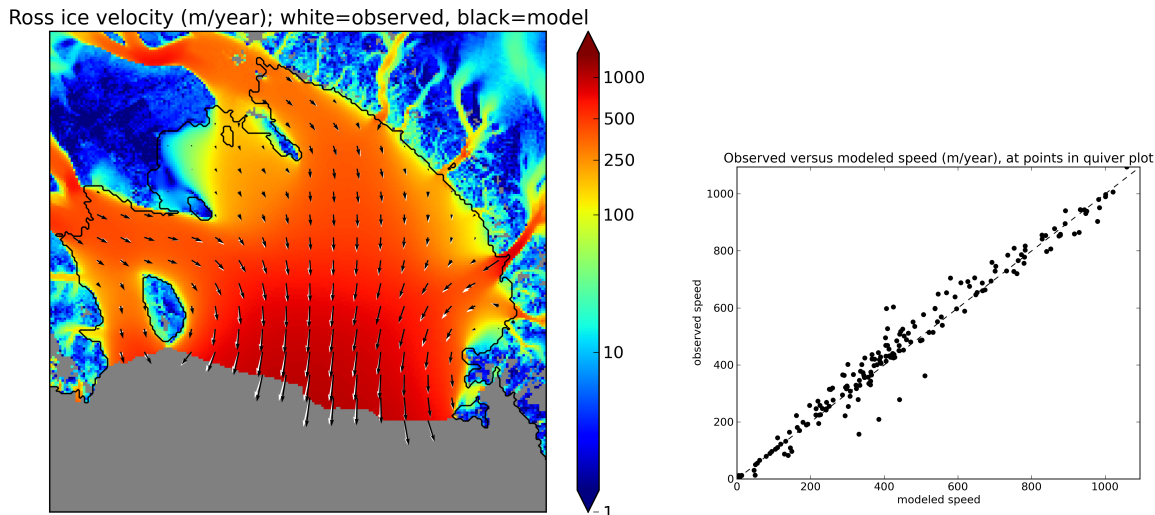 Ross ice velocity (m/year); white=observed, black=model
1000
500
250
100
10
1
Observed versus modeled speed (m/year), at points in quiver plot
1000
800
600
400
200
0
observed speed
0 200 400 600 800 1000
modeled speed